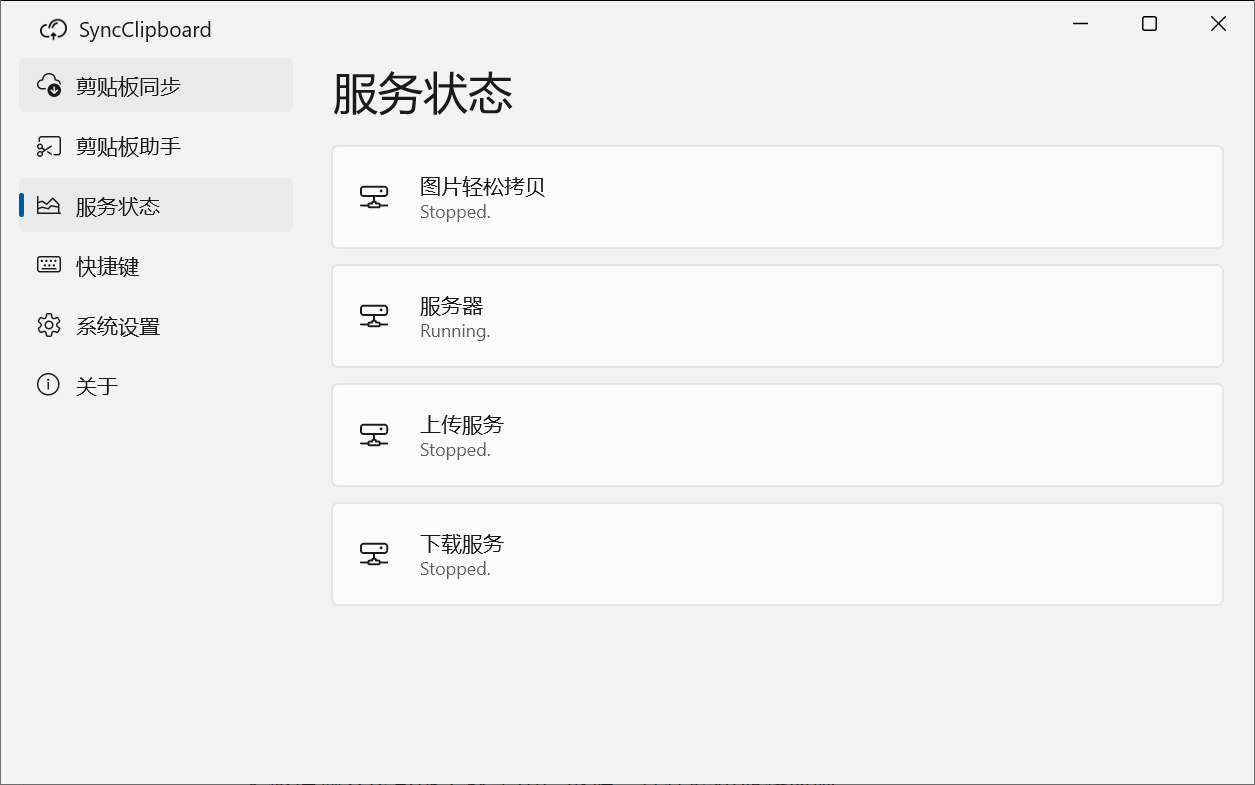 SyncClipboard
剪贴板同步
剪贴板助手
服务状态
快捷键
系统设置
关于
服务状态
图片轻松拷贝
Stopped.
服务器
Running.
上传服务
Stopped.
下载服务
Stopped.